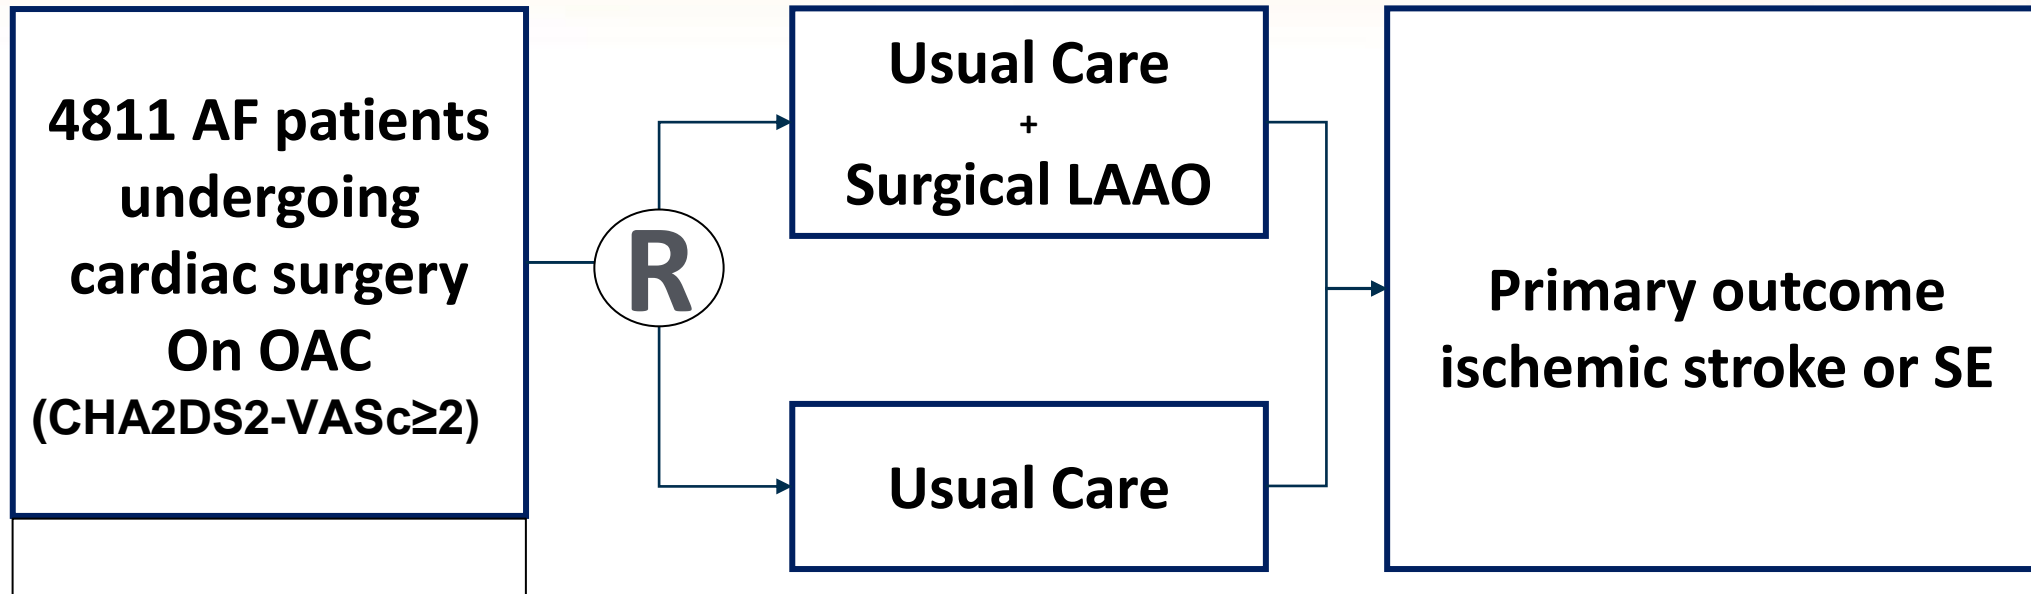 4811 AF patients
undergoing
cardiac surgery
On OAC
(CHA2DS2-VASc≥2)
R
Usual Care
+
Surgical LAAO
Usual Care
Primary outcome
ischemic stroke or SE